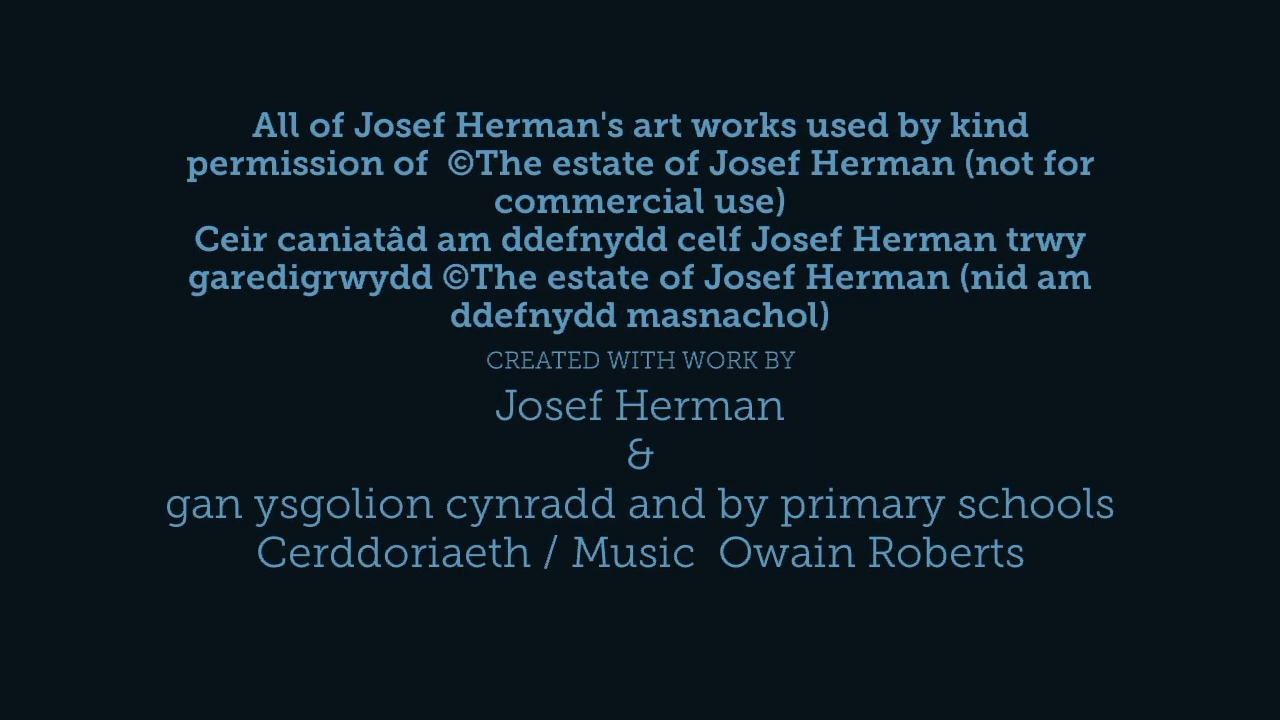 All of Josef Herman's art works used by kind
permission of  ©The estate of Josef Herman (not for
commercial use)
Ceir caniatâd am ddefnydd celf Josef Herman trwy
garedigrwydd ©The estate of Josef Herman (nid am
ddefnydd masnachol)
CREATED WITH WORK BY
Josef Herman
&
gan ysgolion cynradd and by primary schools
Cerddoriaeth / Music  Owain Roberts